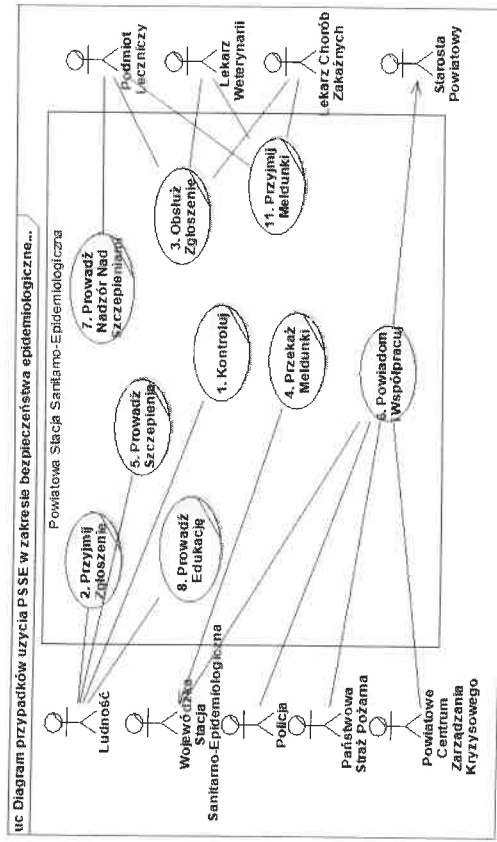 uc Diagram przypadków uzycia PSSE w zakresie bezpieczeństwa epidemiologiczne...
Powiatowa Stacja Sanitarno-Epidemiologiczna
Ludność
Wojewódzka
Stacja
Sanitarno-Epidemiologiczna
Policja
Państwowa
Straż Pożarna
Powiatowe
Centrum
Zarządzania
Kryzysowego
2. Przyjmij
Zgłoszenie
5. Prowadź
Szczepienia
7. Prowadź
Nadzór Nad
Szczepieniami
8. Prowadź
Edukację
1. Kontroluj
3. Obsłuż
Zgłoszenie
4. Przekaż
Meldunki
11. Przyjmij
Meldunki
6. Powiadom
i Współpracuj
Podmiot
Leczniczy
Lekarz
Weterynarii
Lekarz Chorób
Zakaźnych
Starosta
Powiatowy